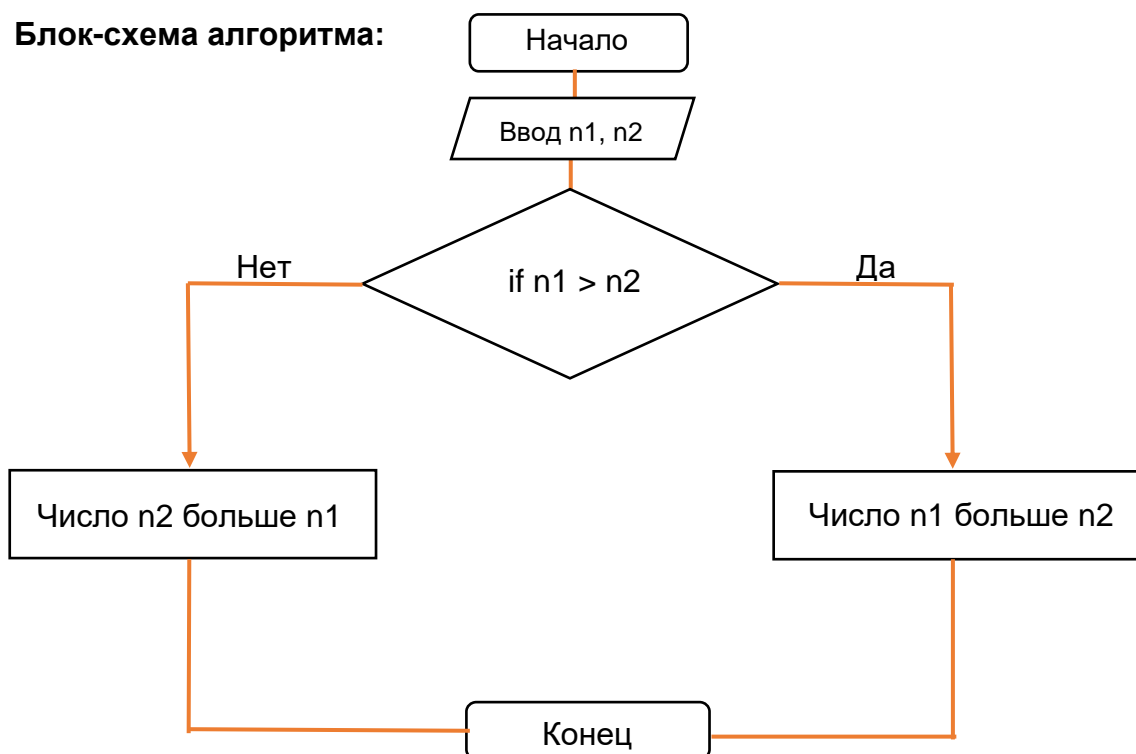 Блок-схема алгоритма:
Начало
Ввод n1, n2
if n1 > n2
Нет
Да
Число n2 больше n1
Число n1 больше n2
Конец